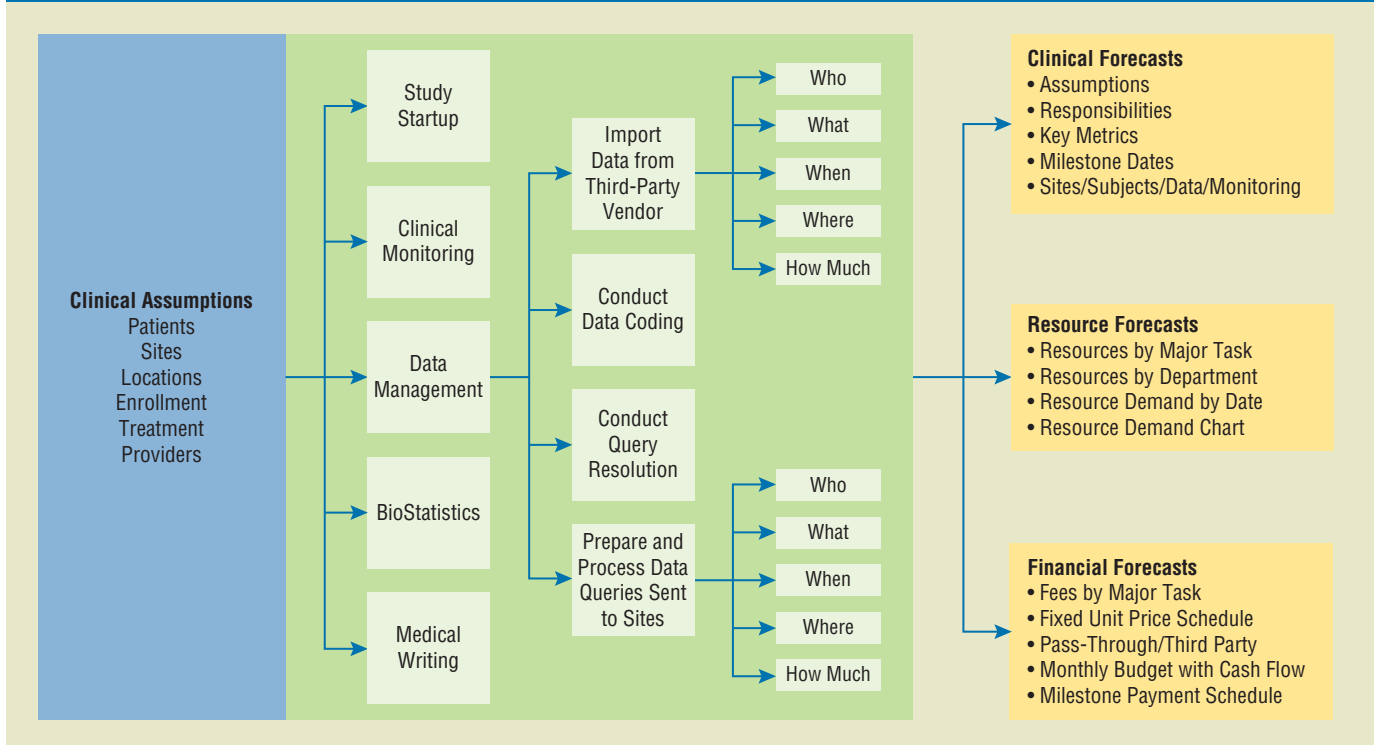 Clinical Assumptions
Patients
Sites
Locations
Enrollment
Treatment
Providers
Study
Startup
Clinical
Monitoring
Data
Management
BioStatistics
Medical
Writing
Import
Data from
Third-Party
Vendor
Conduct
Data Coding
Conduct
Query
Resolution
Prepare and
Process Data
Queries Sent
to Sites
Who
What
When
Where
How Much
Who
What
When
Where
How Much
Clinical Forecasts
• Assumptions
• Responsibilities
• Key Metrics
• Milestone Dates
• Sites/Subjects/Data/Monitoring
Resource Forecasts
• Resources by Major Task
• Resources by Department
• Resource Demand by Date
• Resource Demand Chart
Financial Forecasts
• Fees by Major Task
• Fixed Unit Price Schedule
• Pass-Through/Third Party
• Monthly Budget with Cash Flow
• Milestone Payment Schedule